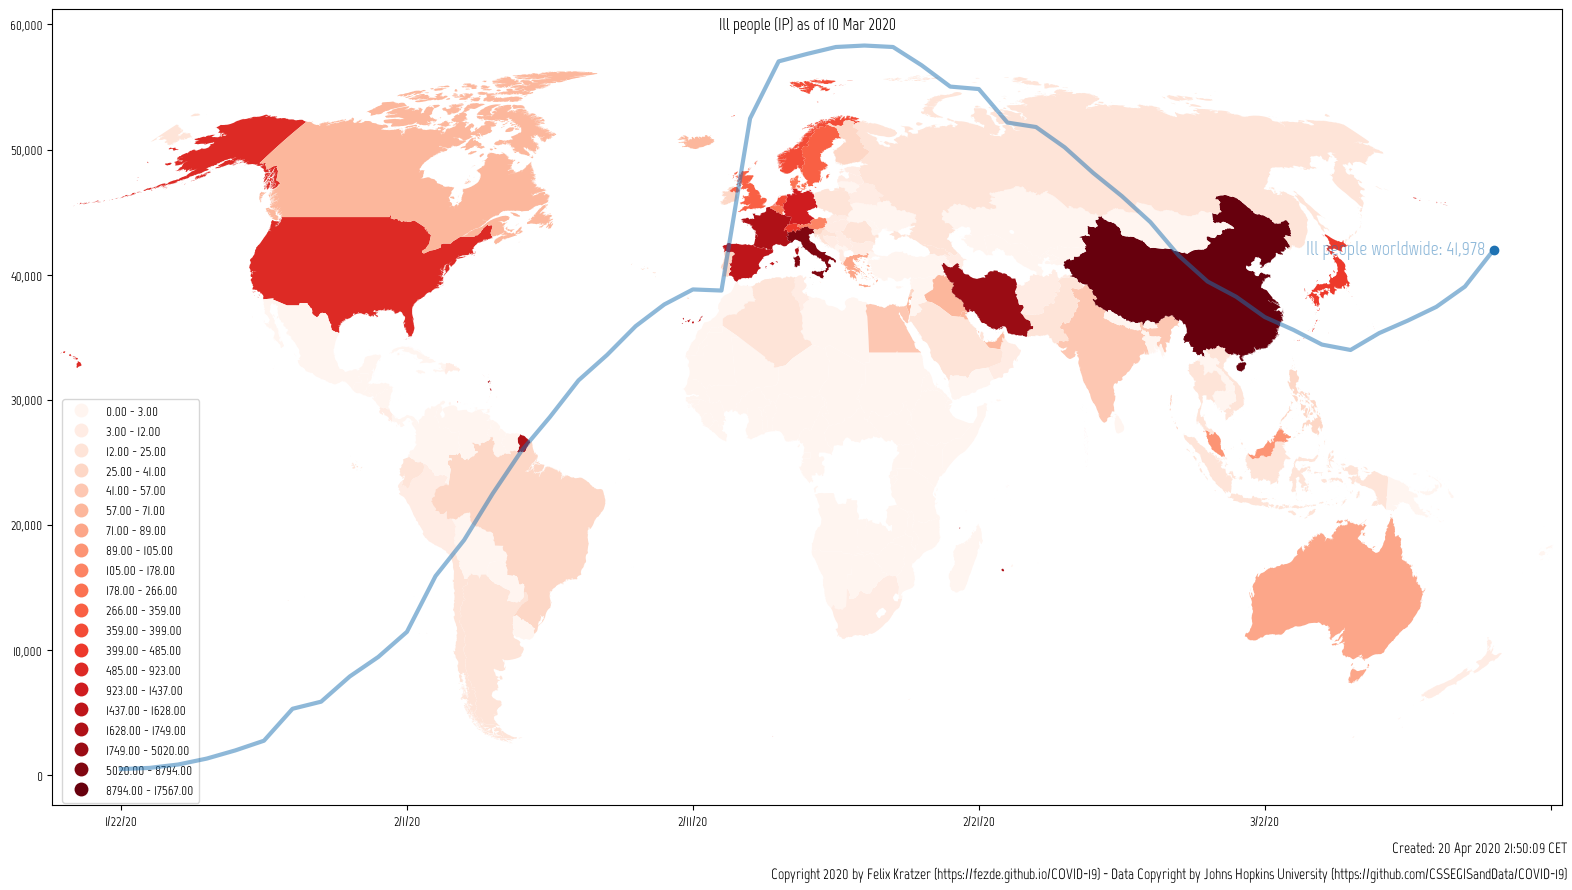 Ill people (IP) as of 10 Mar 2020
60,000
50,000
40,000
30,000
20,000
10,000
0
Ill people worldwide: 41,978
0.00 - 3.00
3.00 - 12.00
12.00 - 25.00
25.00 - 41.00
41.00 - 57.00
57.00 - 71.00
71.00 - 89.00
89.00 - 105.00
105.00 - 178.00
178.00 - 266.00
266.00 - 359.00
359.00 - 399.00
399.00 - 485.00
485.00 - 923.00
923.00 - 1437.00
1437.00 - 1628.00
1628.00 - 1749.00
1749.00 - 5020.00
5020.00 - 8794.00
8794.00 - 17567.00
1/22/20 2/1/20 2/11/20 2/21/20 3/2/20
Created: 20 Apr 2020 21:50:09 CET
Copyright 2020 by Felix Kratzer (https://fezde.github.io/COVID-19) - Data Copyright by Johns Hopkins University (https://github.com/CSSEGISandData/COVID-19)